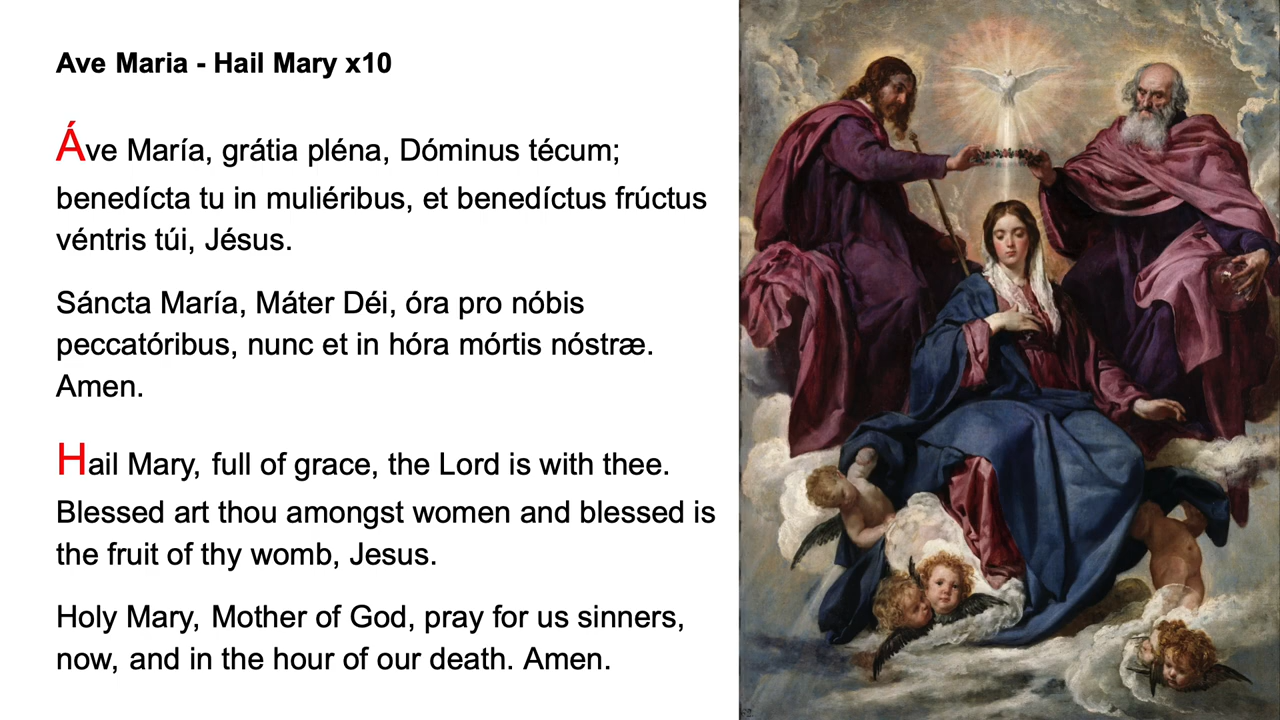 Ave Maria - Hail Mary x10
Áve María, grátia pléna, Dóminus técum;
benedícta tu in muliéribus, et benedíctus frúctus
véntris túi, Jésus.
Sáncta María, Máter Déi, óra pro nóbis
peccatóribus, nunc et in hóra mórtis nóstræ.
Amen.
Hail Mary, full of grace, the Lord is with thee.
Blessed art thou amongst women and blessed is
the fruit of thy womb, Jesus.
Holy Mary, Mother of God, pray for us sinners,
now, and in the hour of our death. Amen.